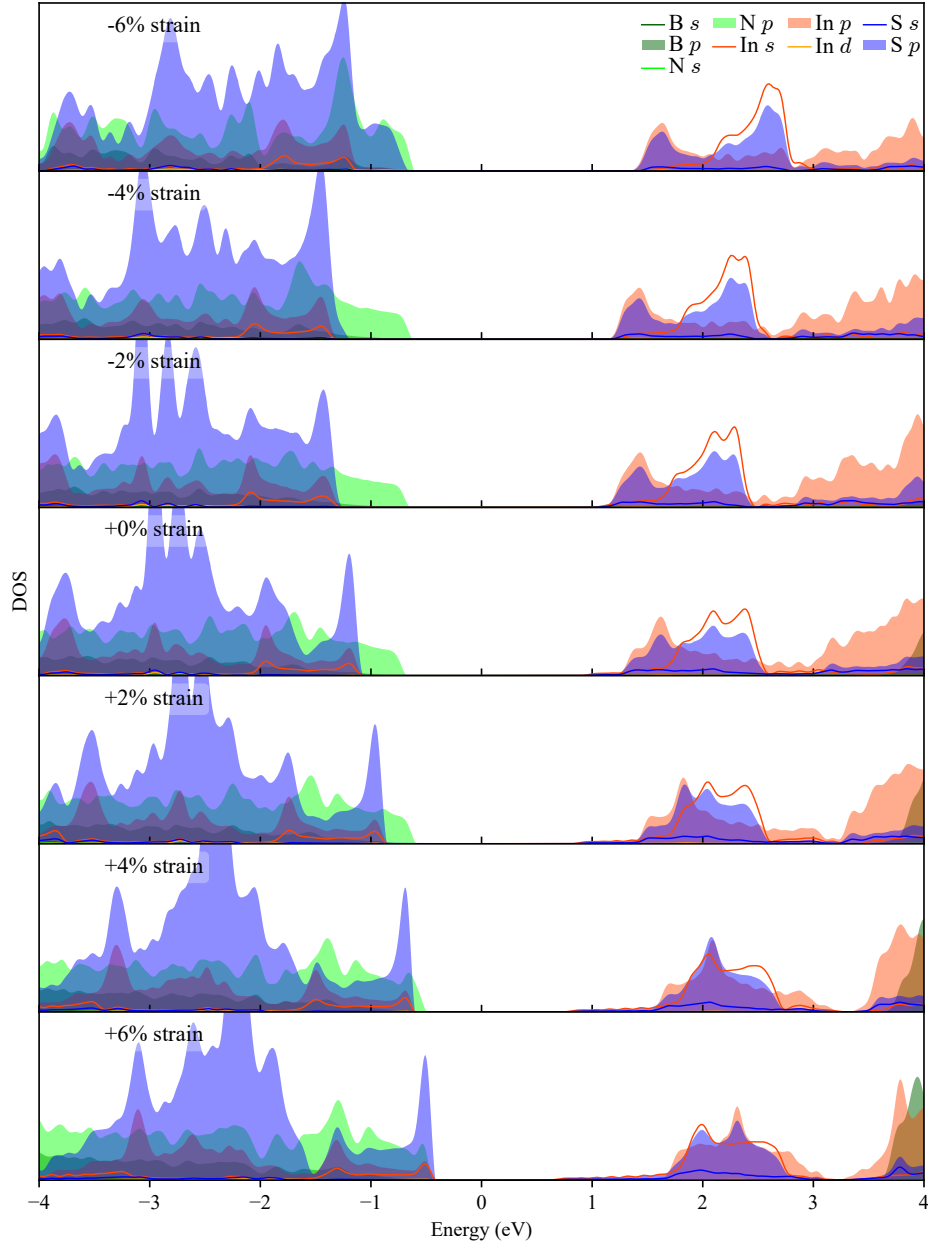 -6% strain
B s
N p
In p
S s
B p
In s
In d
S p
N s
-4% strain
-2% strain
+0% strain
DOS
+2% strain
+4% strain
+6% strain
−4 −3 −2 −1 0 1 2 3 4
Energy (eV)